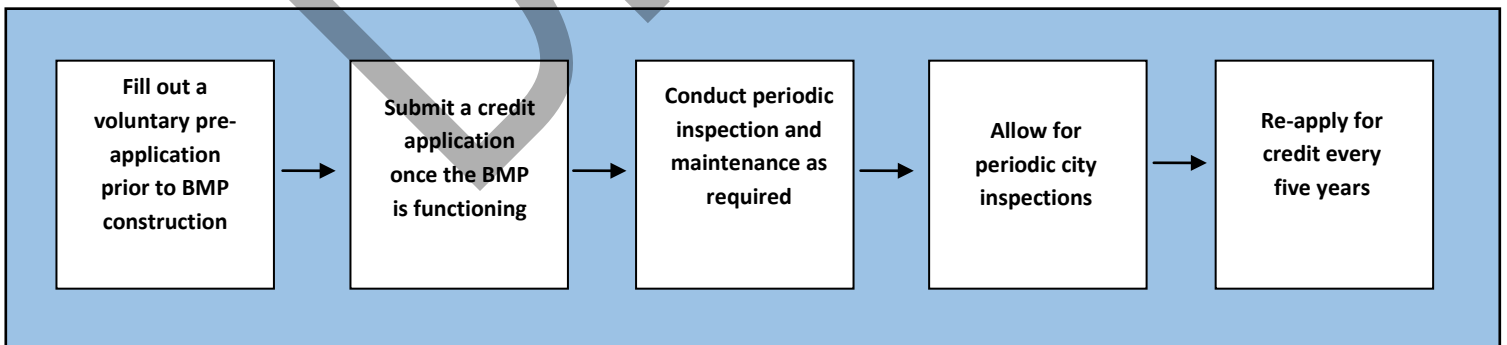 Fill out a
voluntary pre-
application
prior to BMP
construction
Submit a credit
application
once the BMP
is functioning
Conduct periodic
inspection and
maintenance as
required
Allow for
periodic city
inspections
Re-apply for
credit every
five years